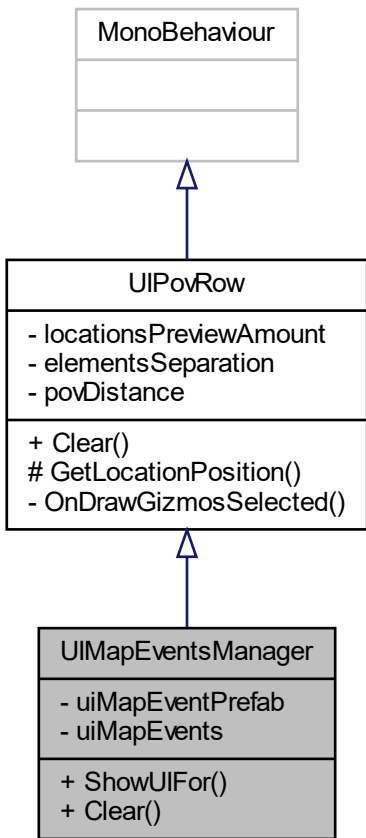 MonoBehaviour
UIPovRow
- locationsPreviewAmount
- elementsSeparation
- povDistance
+ Clear()
# GetLocationPosition()
- OnDrawGizmosSelected()
UIMapEventsManager
- uiMapEventPrefab
- uiMapEvents
+ ShowUIFor()
+ Clear()